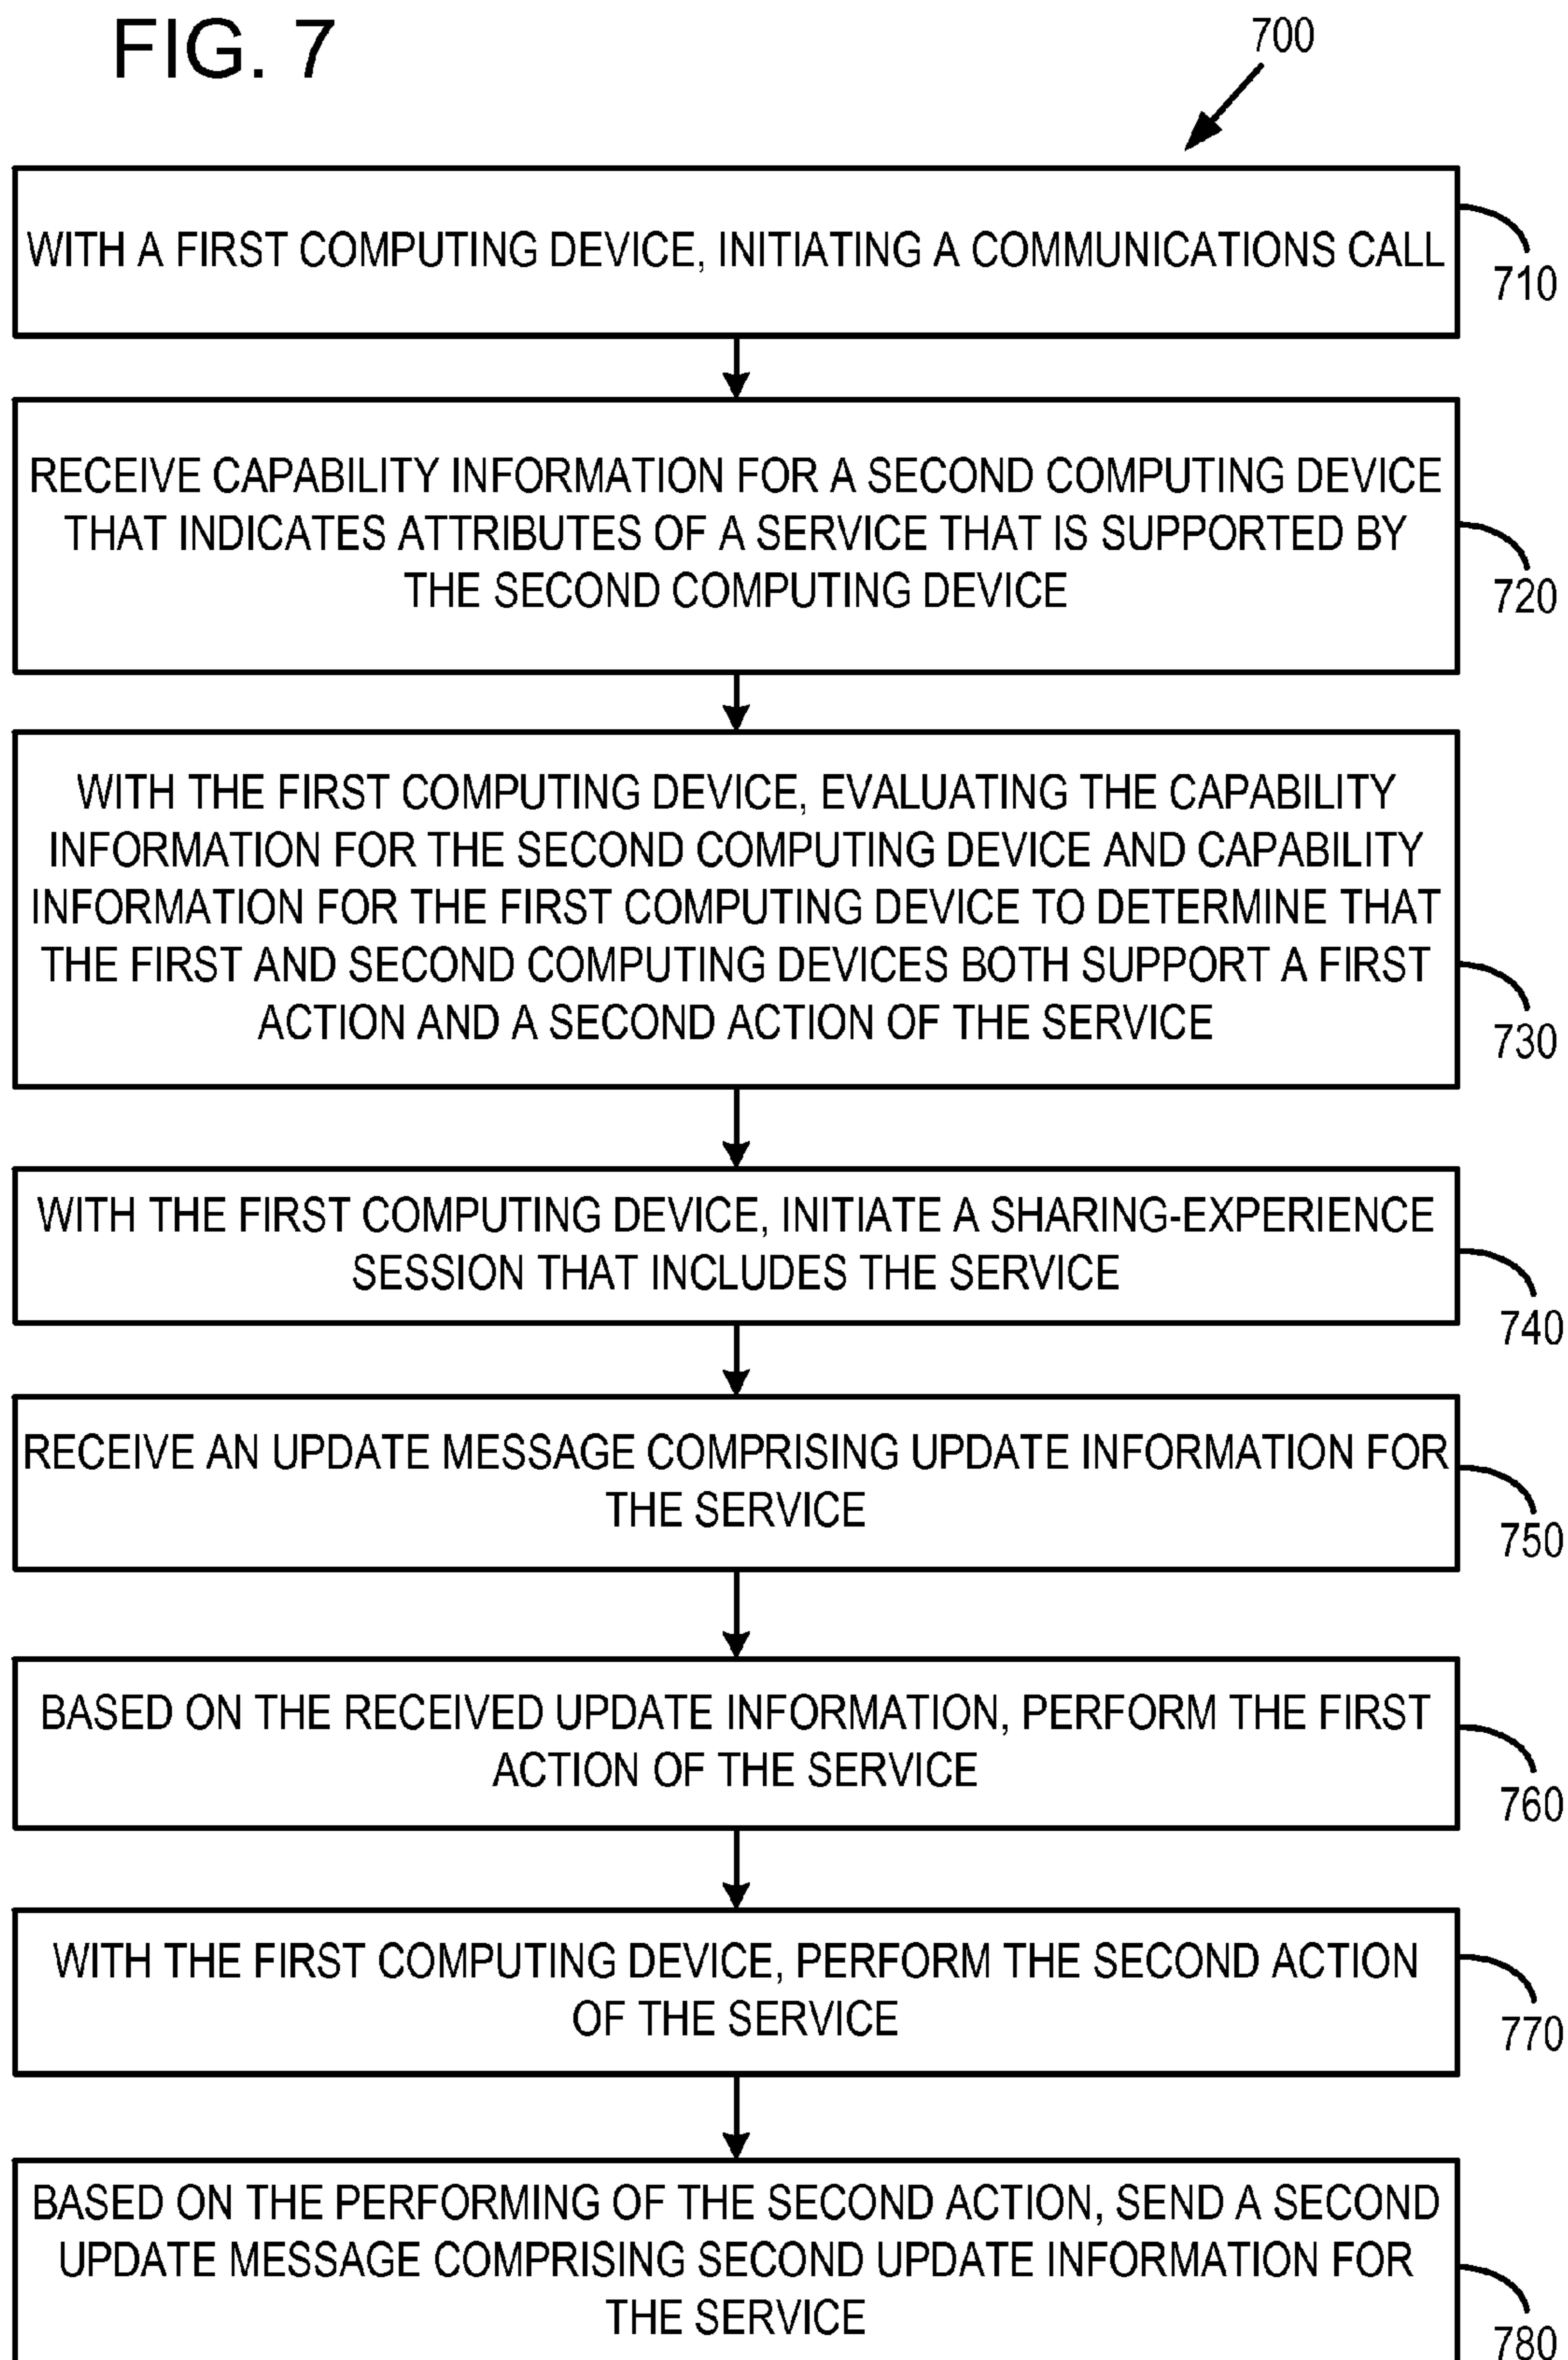 FIG. 7
700
WITH A FIRST COMPUTING DEVICE, INITIATING A COMMUNICATIONS CALL
710
RECEIVE CAPABILITY INFORMATION FOR A SECOND COMPUTING DEVICE
THAT INDICATES ATTRIBUTES OF A SERVICE THAT IS SUPPORTED BY
THE SECOND COMPUTING DEVICE
720
WITH THE FIRST COMPUTING DEVICE, EVALUATING THE CAPABILITY
INFORMATION FOR THE SECOND COMPUTING DEVICE AND CAPABILITY
INFORMATION FOR THE FIRST COMPUTING DEVICE TO DETERMINE THAT
THE FIRST AND SECOND COMPUTING DEVICES BOTH SUPPORT A FIRST
ACTION AND A SECOND ACTION OF THE SERVICE
730
WITH THE FIRST COMPUTING DEVICE, INITIATE A SHARING-EXPERIENCE
SESSION THAT INCLUDES THE SERVICE
740
RECEIVE AN UPDATE MESSAGE COMPRISING UPDATE INFORMATION FOR
THE SERVICE
750
BASED ON THE RECEIVED UPDATE INFORMATION, PERFORM THE FIRST
ACTION OF THE SERVICE
760
WITH THE FIRST COMPUTING DEVICE, PERFORM THE SECOND ACTION
OF THE SERVICE
770
BASED ON THE PERFORMING OF THE SECOND ACTION, SEND A SECOND
UPDATE MESSAGE COMPRISING SECOND UPDATE INFORMATION FOR
THE SERVICE
780